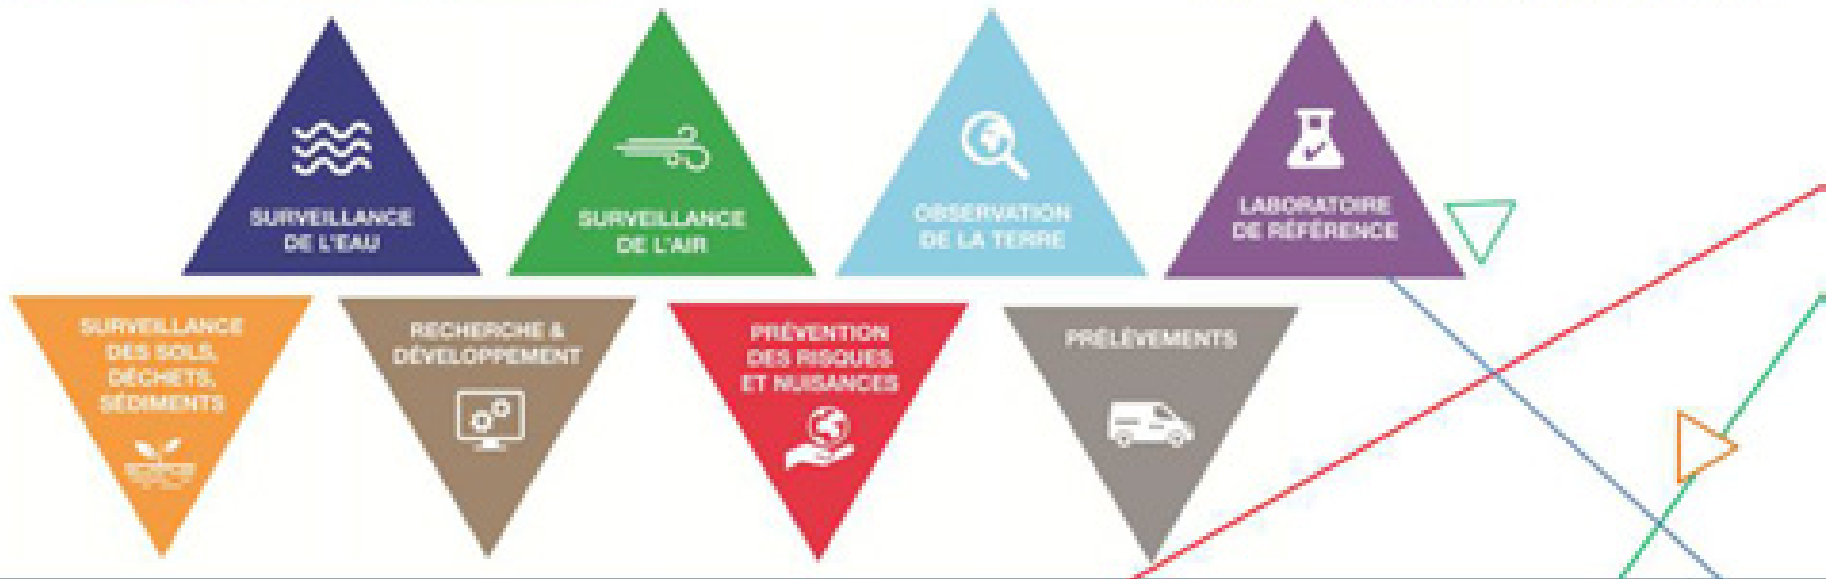 SURVEILLANCE
DE L'EAU
SURVEILLANCE
DE L'AIR
OBSERVATION
DE LA TERRE
LABORATOIRE
DE RÉFÉRENCE
SURVEILLANCE
DES SOLS,
DÉCHETS,
SÉDIMENTS
RECHERCHE &
DÉVELOPPEMENT
PRÉVENTION
DES RISQUES
ET NUISANCES
PRÉLÈVEMENTS